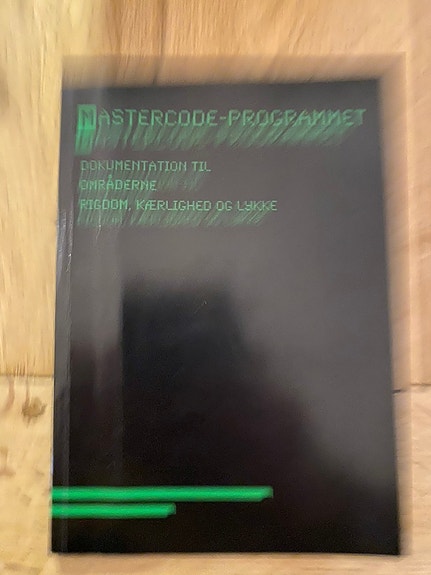 MASTERCODE-PROGRAMMET
DOKUMENTATION TIL
OMRÅDERNE
RIGDOM, KÆRLIGHED OG LYKKE